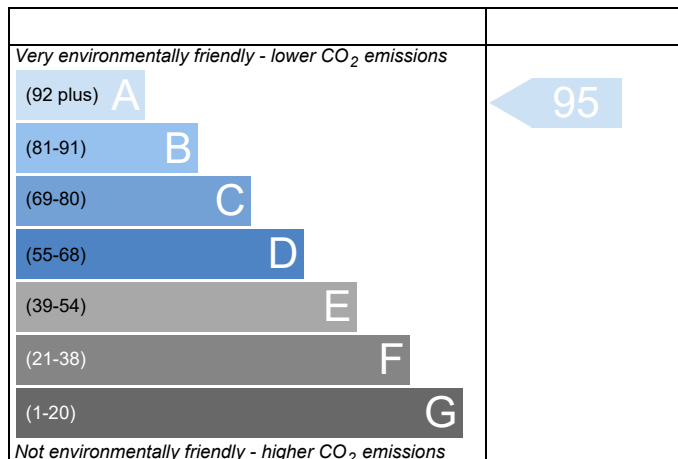 Very environmentally friendly - lower CO₂ emissions
(92 plus) A 95
(81-91) B
(69-80) C
(55-68) D
(39-54) E
(21-38) F
(1-20) G
Not environmentally friendly - higher CO₂ emissions